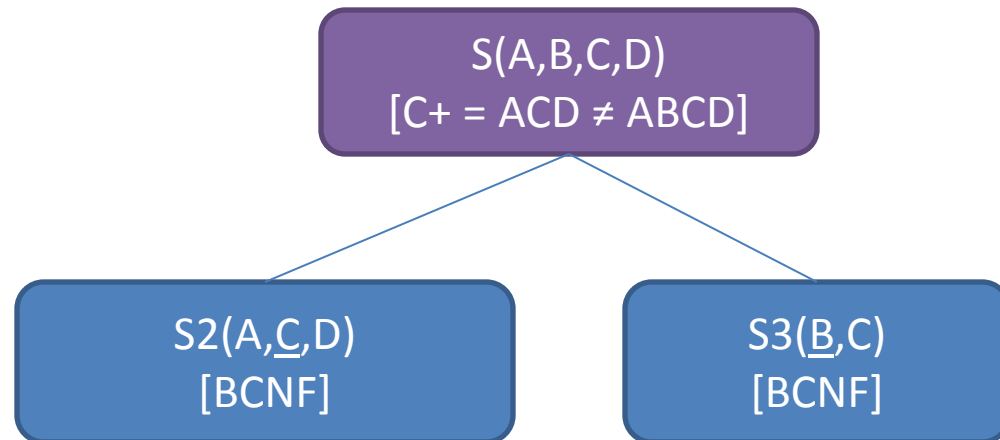 S(A,B,C,D)
[C+ = ACD ≠ ABCD]
S2(A,C,D)
[BCNF]
S3(B,C)
[BCNF]